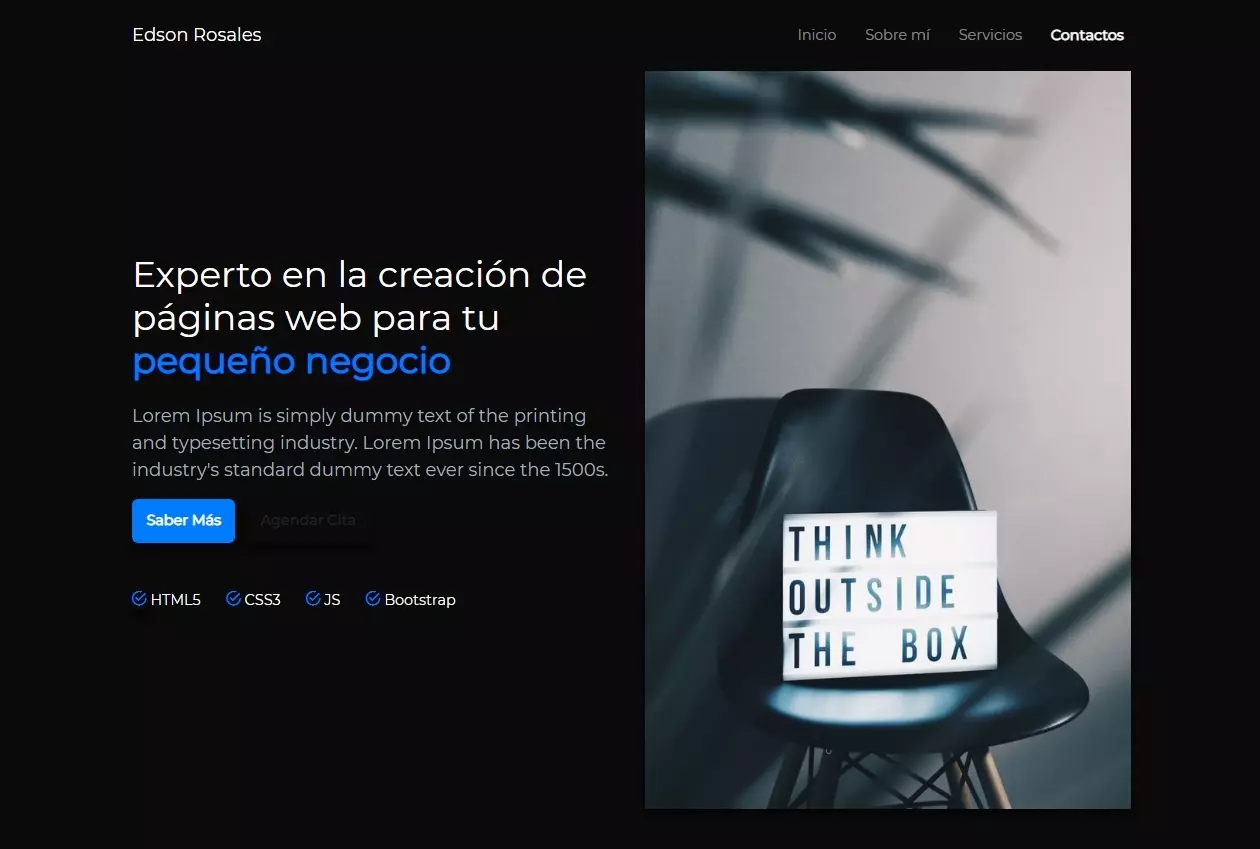 Edson Rosales
Inicio Sobre mí Servicios Contactos
Experto en la creación de
páginas web para tu
pequeño negocio
Lorem Ipsum is simply dummy text of the printing
and typesetting industry. Lorem Ipsum has been the
industry's standard dummy text ever since the 1500s.
Saber Más Agendar Cita
HTML5 CSS3 JS Bootstrap
THINK
OUTSIDE
THE BOX